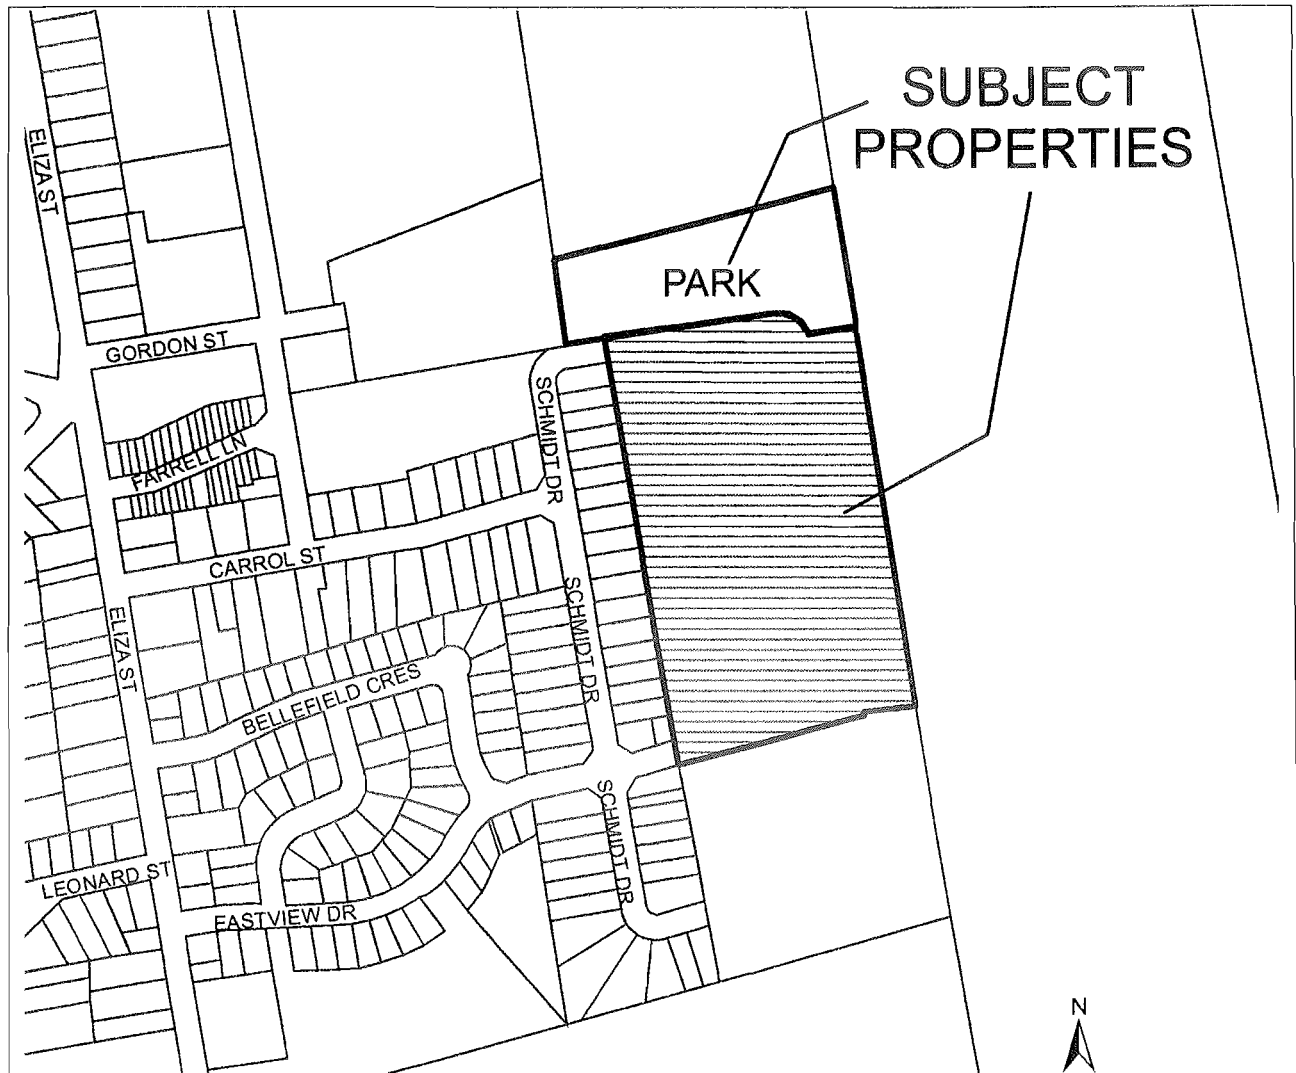 SUBJECT
PROPERTIES
ELIZA ST
PARK
GORDON ST
SCHMIDT DR
FARRELL LN
CARROL ST
SCHMIDT DR
ELIZA ST
BELLEFIELD CRES
SCHMIDT DR
LEONARD ST
EASTVIEW DR
N